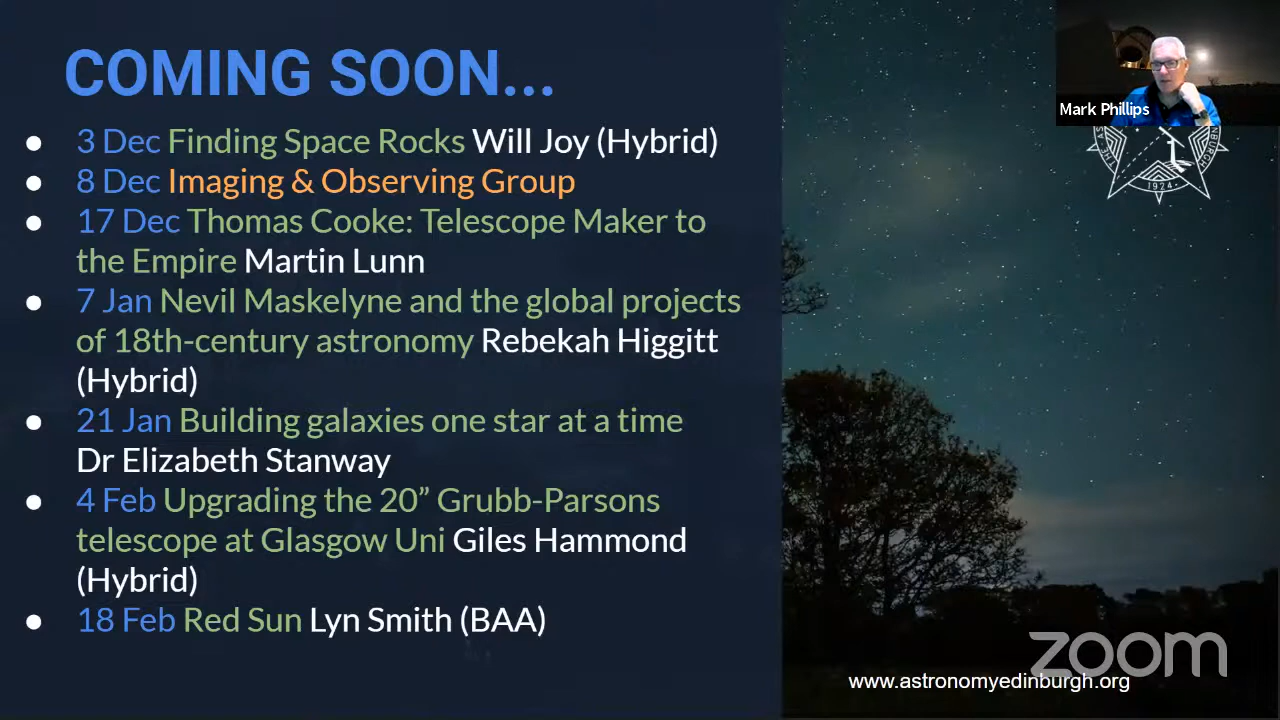 COMING SOON...
● 3 Dec Finding Space Rocks Will Joy (Hybrid)
● 8 Dec Imaging & Observing Group
● 17 Dec Thomas Cooke: Telescope Maker to
the Empire Martin Lunn
● 7 Jan Nevil Maskelyne and the global projects
of 18th-century astronomy Rebekah Higgitt
(Hybrid)
● 21 Jan Building galaxies one star at a time
Dr Elizabeth Stanway
● 4 Feb Upgrading the 20” Grubb-Parsons
telescope at Glasgow Uni Giles Hammond
(Hybrid)
● 18 Feb Red Sun Lyn Smith (BAA)
Mark Phillips
1924
zoom
www.astronomyedinburgh.org